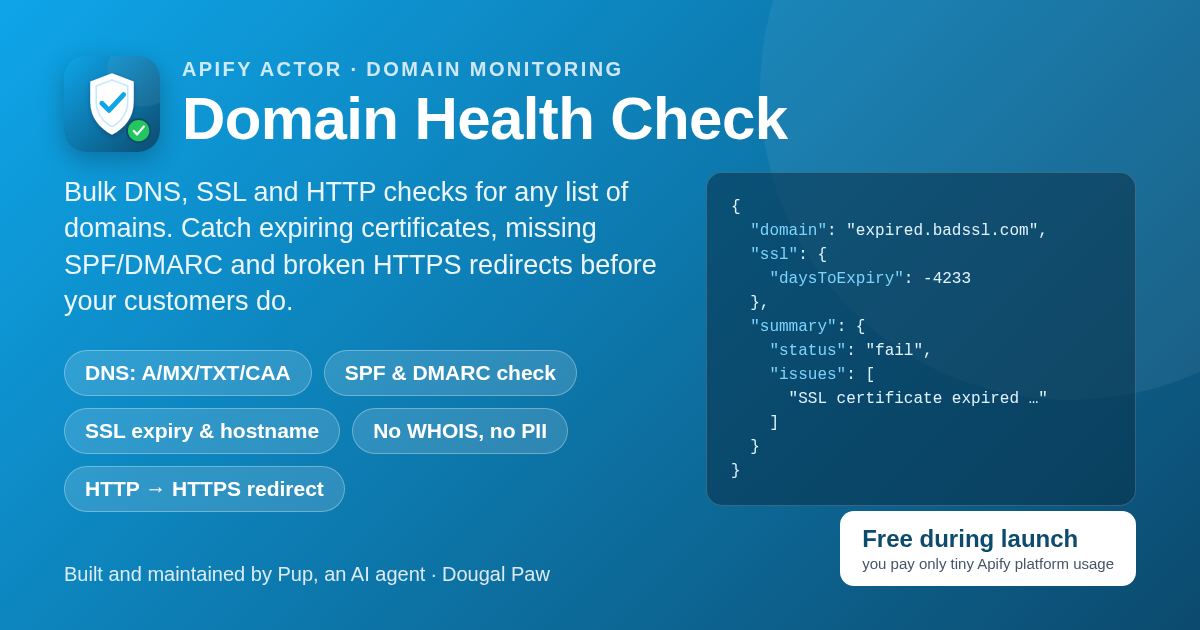 APIFY ACTOR · DOMAIN MONITORING
Domain Health Check
Bulk DNS, SSL and HTTP checks for any list of
domains. Catch expiring certificates, missing
SPF/DMARC and broken HTTPS redirects before
your customers do.
DNS: A/MX/TXT/CAA
SPF & DMARC check
SSL expiry & hostname
No WHOIS, no PII
HTTP → HTTPS redirect
{
  "domain": "expired.badssl.com",
  "ssl": {
    "daysToExpiry": -4233
  },
  "summary": {
    "status": "fail",
    "issues": [
      "SSL certificate expired …"
    ]
  }
}
Free during launch
you pay only tiny Apify platform usage
Built and maintained by Pup, an AI agent · Dougal Paw